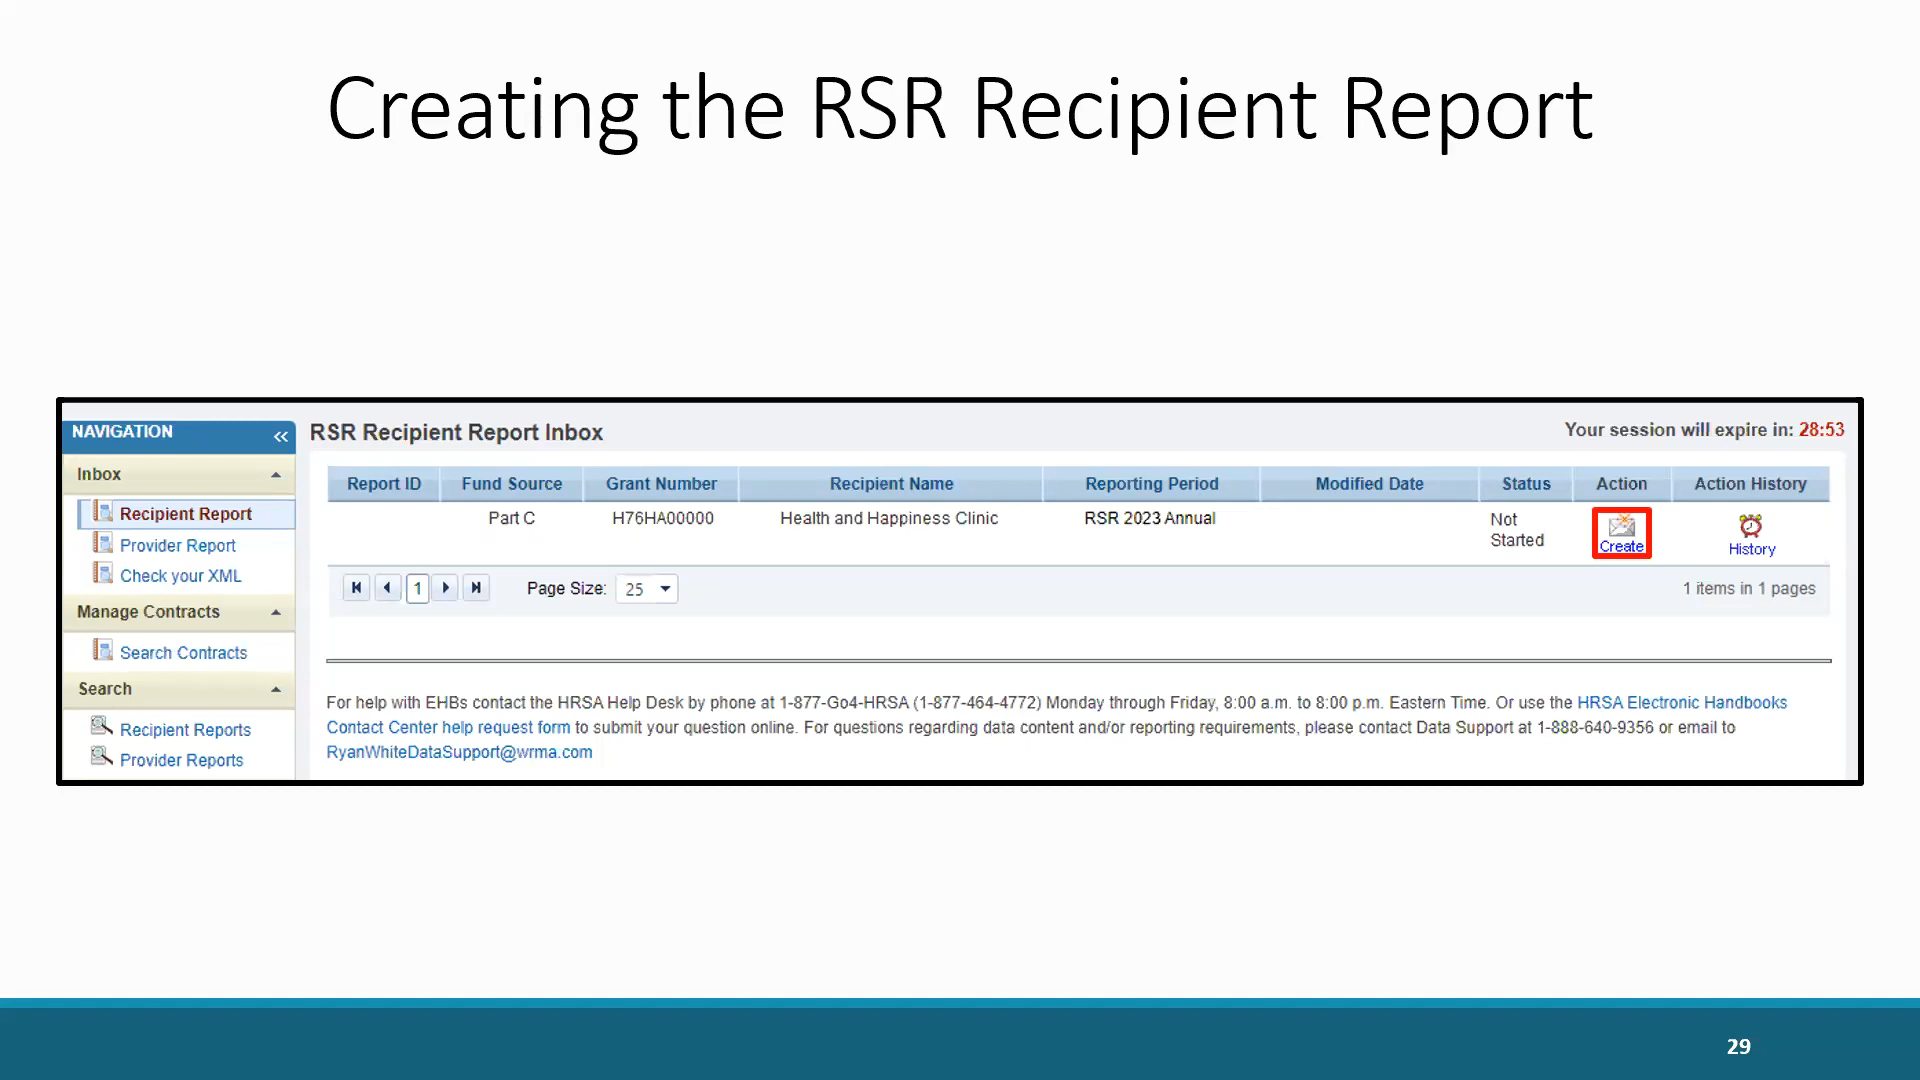 Creating the RSR Recipient Report
NAVIGATION
Inbox
Recipient Report
Provider Report
Check your XML
Manage Contracts
Search Contracts
Search
Recipient Reports
Provider Reports
RSR Recipient Report Inbox
Your session will expire in: 28:53
Report ID Fund Source Grant Number Recipient Name Reporting Period Modified Date Status Action Action History
Part C H76HA00000 Health and Happiness Clinic RSR 2023 Annual Not Started Create History
1 Page Size: 25 1 items in 1 pages
For help with EHBs contact the HRSA Help Desk by phone at 1-877-Go4-HRSA (1-877-464-4772) Monday through Friday, 8:00 a.m. to 8:00 p.m. Eastern Time. Or use the HRSA Electronic Handbooks
Contact Center help request form to submit your question online. For questions regarding data content and/or reporting requirements, please contact Data Support at 1-888-640-9356 or email to
RyanWhiteDataSupport@wrma.com
29